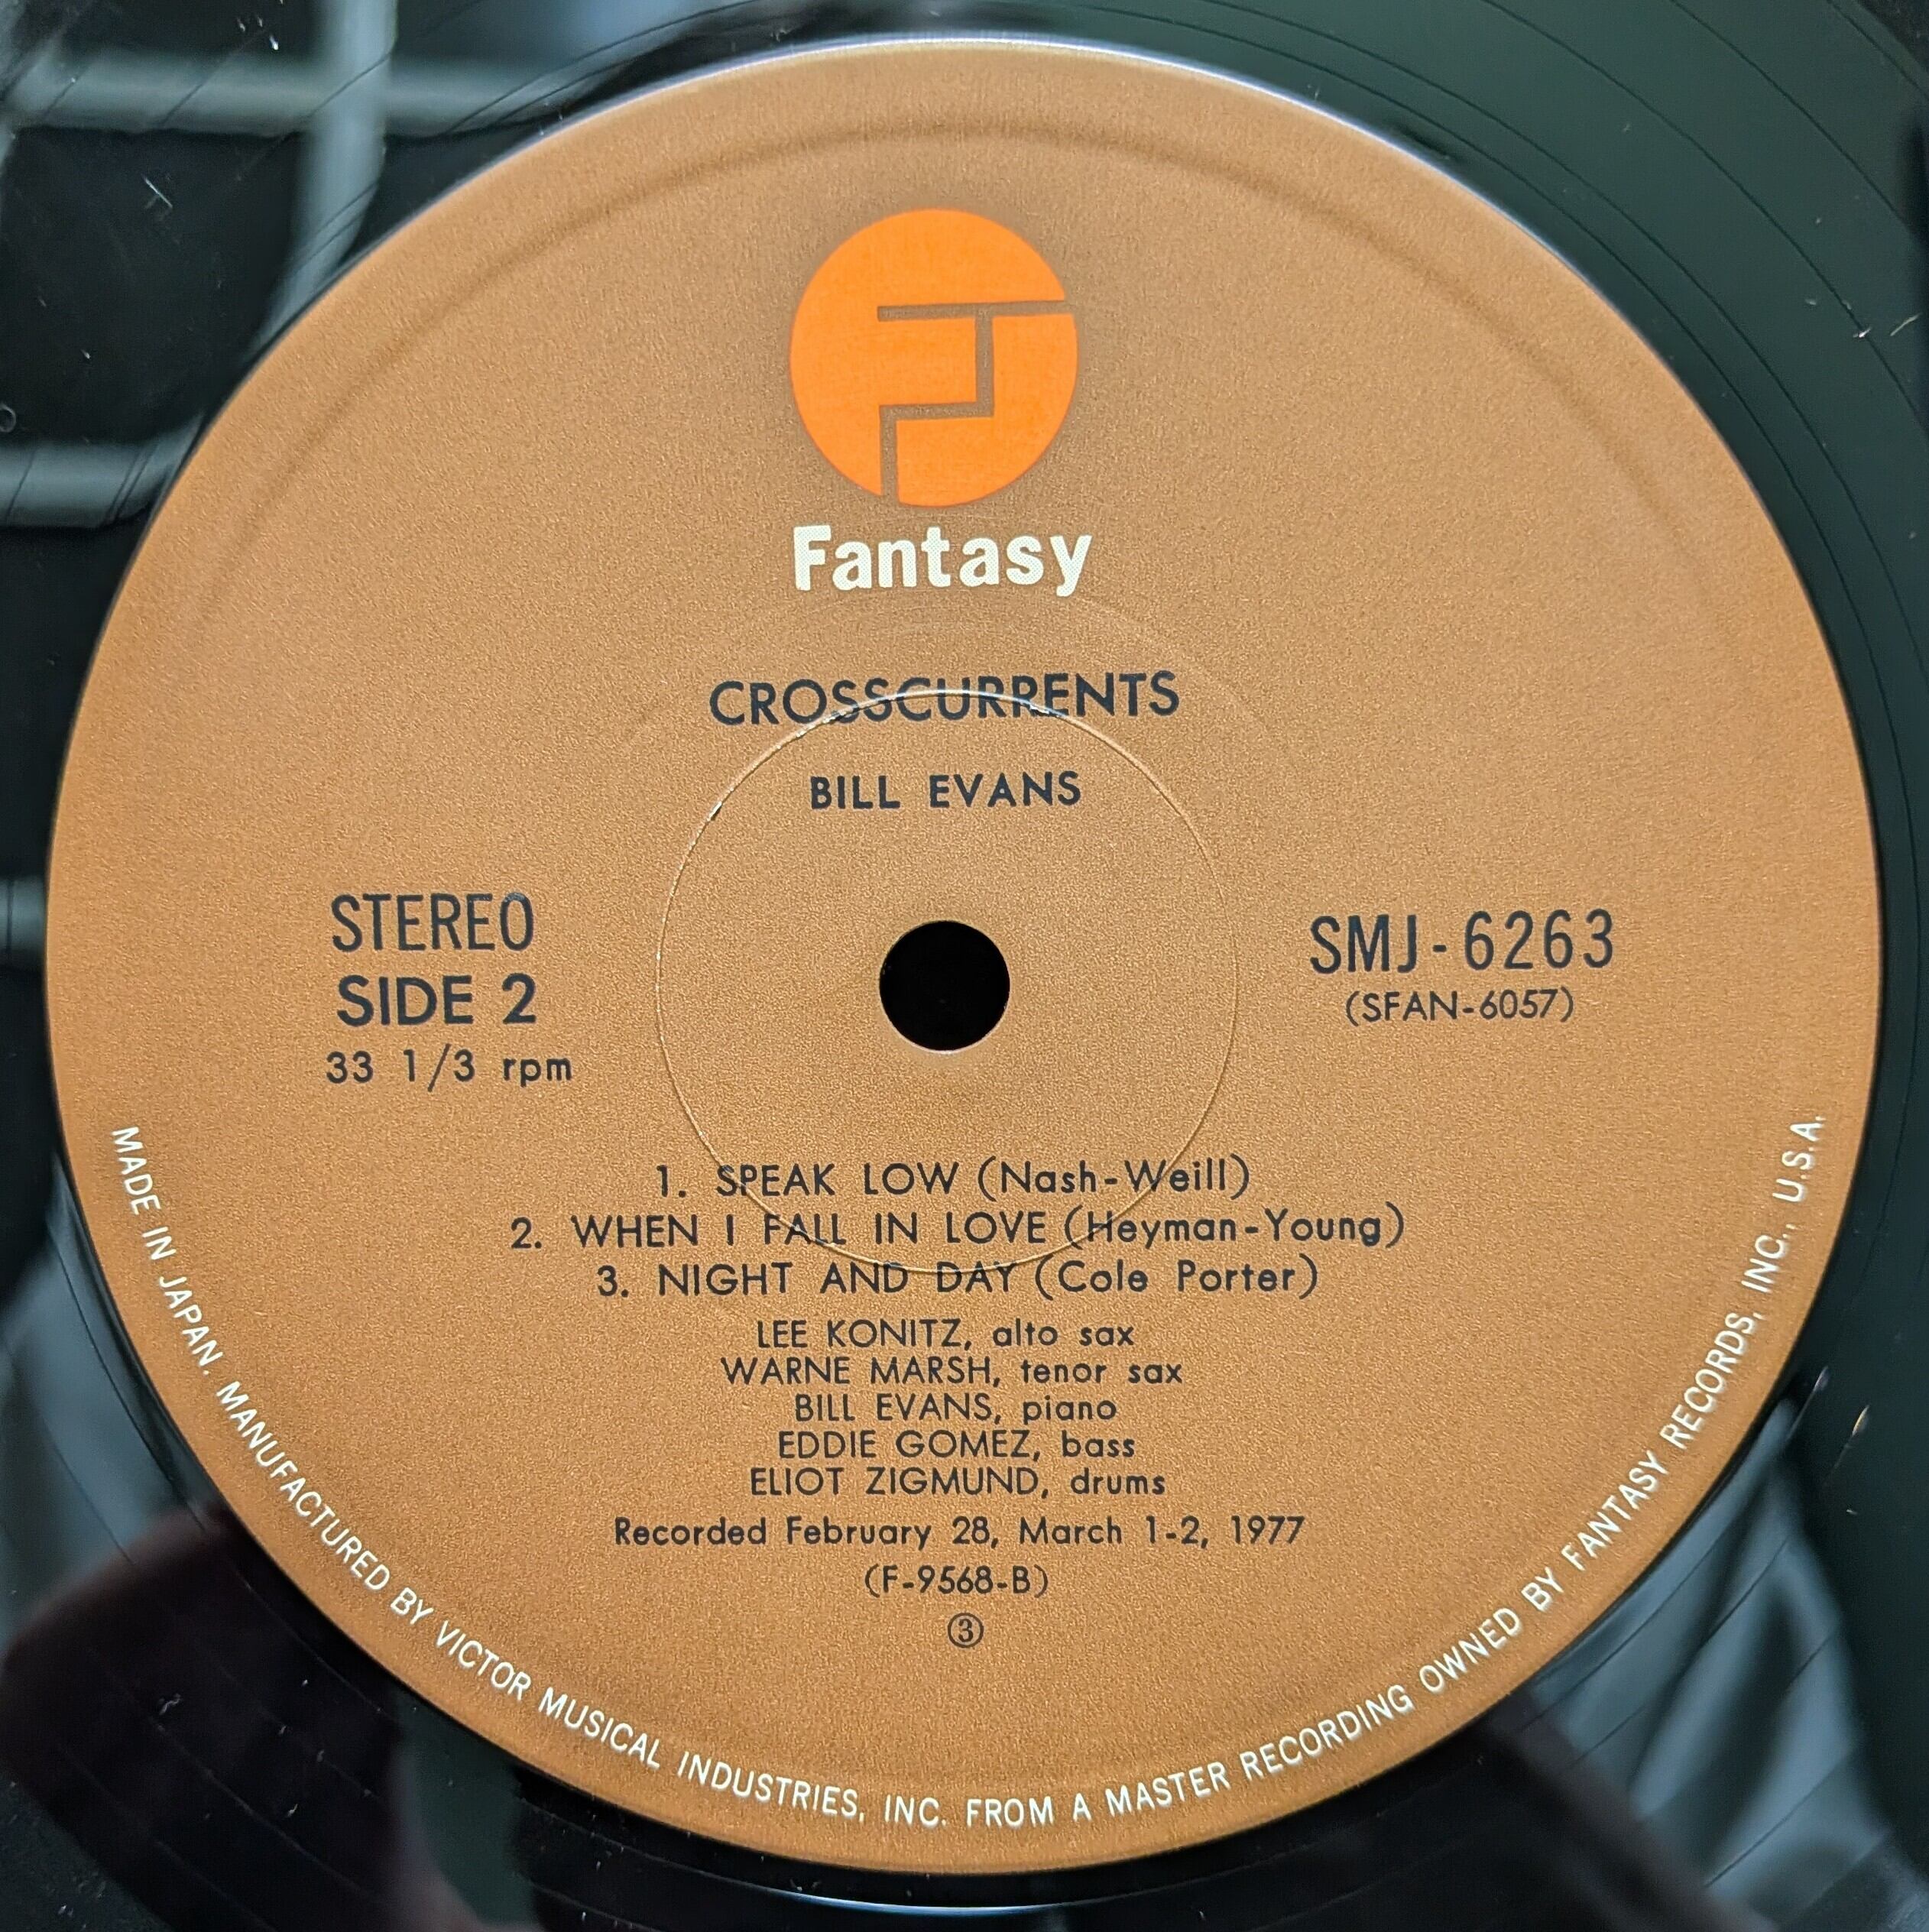 Fantasy
CROSSCURRENTS
BILL EVANS
STEREO
SIDE 2
33 1/3 rpm
SMJ-6263
(SFAN-6057)
1. SPEAK LOW (Nash-Weill)
2. WHEN I FALL IN LOVE (Heyman-Young)
3. NIGHT AND DAY (Cole Porter)
LEE KONITZ, alto sax
WARNE MARSH, tenor sax
BILL EVANS, piano
EDDIE GOMEZ, bass
ELIOT ZIGMUND, drums
Recorded February 28, March 1-2, 1977
(F-9568-B)
③
MADE IN JAPAN. MANUFACTURED BY VICTOR MUSICAL INDUSTRIES, INC. FROM A MASTER RECORDING OWNED BY FANTASY RECORDS, INC., U.S.A.